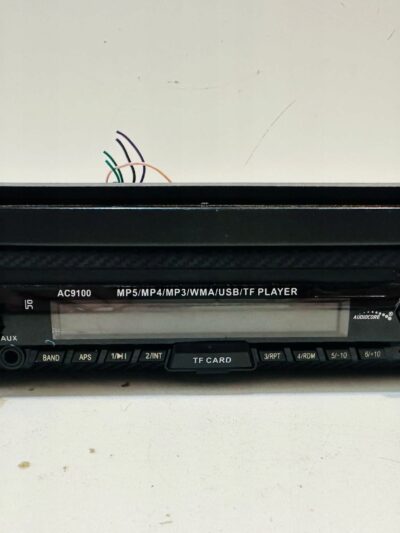 AC9100 MP5/MP4/MP3/WMA/USB/TF PLAYER
AUDIOCORE
AUX
BAND APS 1/▶|| 2/INT TF CARD 3/RPT 4/RDM 5/-10 6/+10